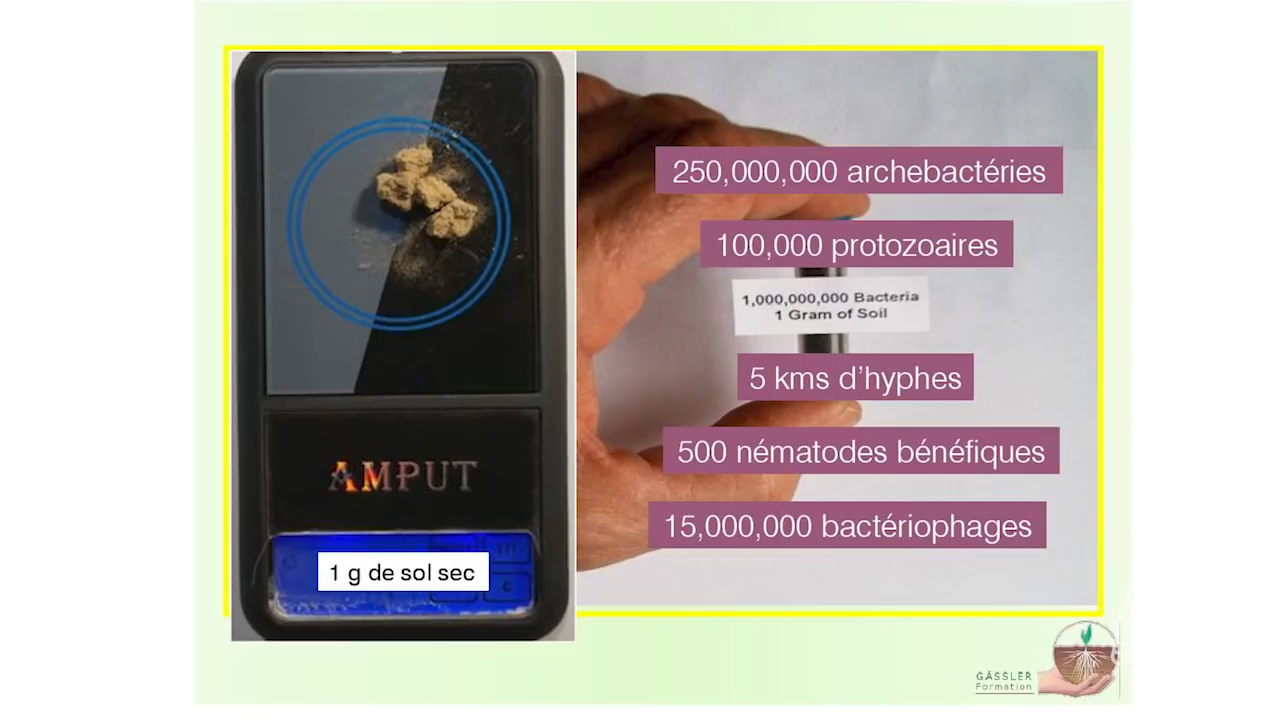 AMPUT
1 g de sol sec
250,000,000 archebactéries
100,000 protozoaires
1,000,000,000 Bacteria
1 Gram of Soil
5 kms d’hyphes
500 nématodes bénéfiques
15,000,000 bactériophages
GÄSSLER
Formation